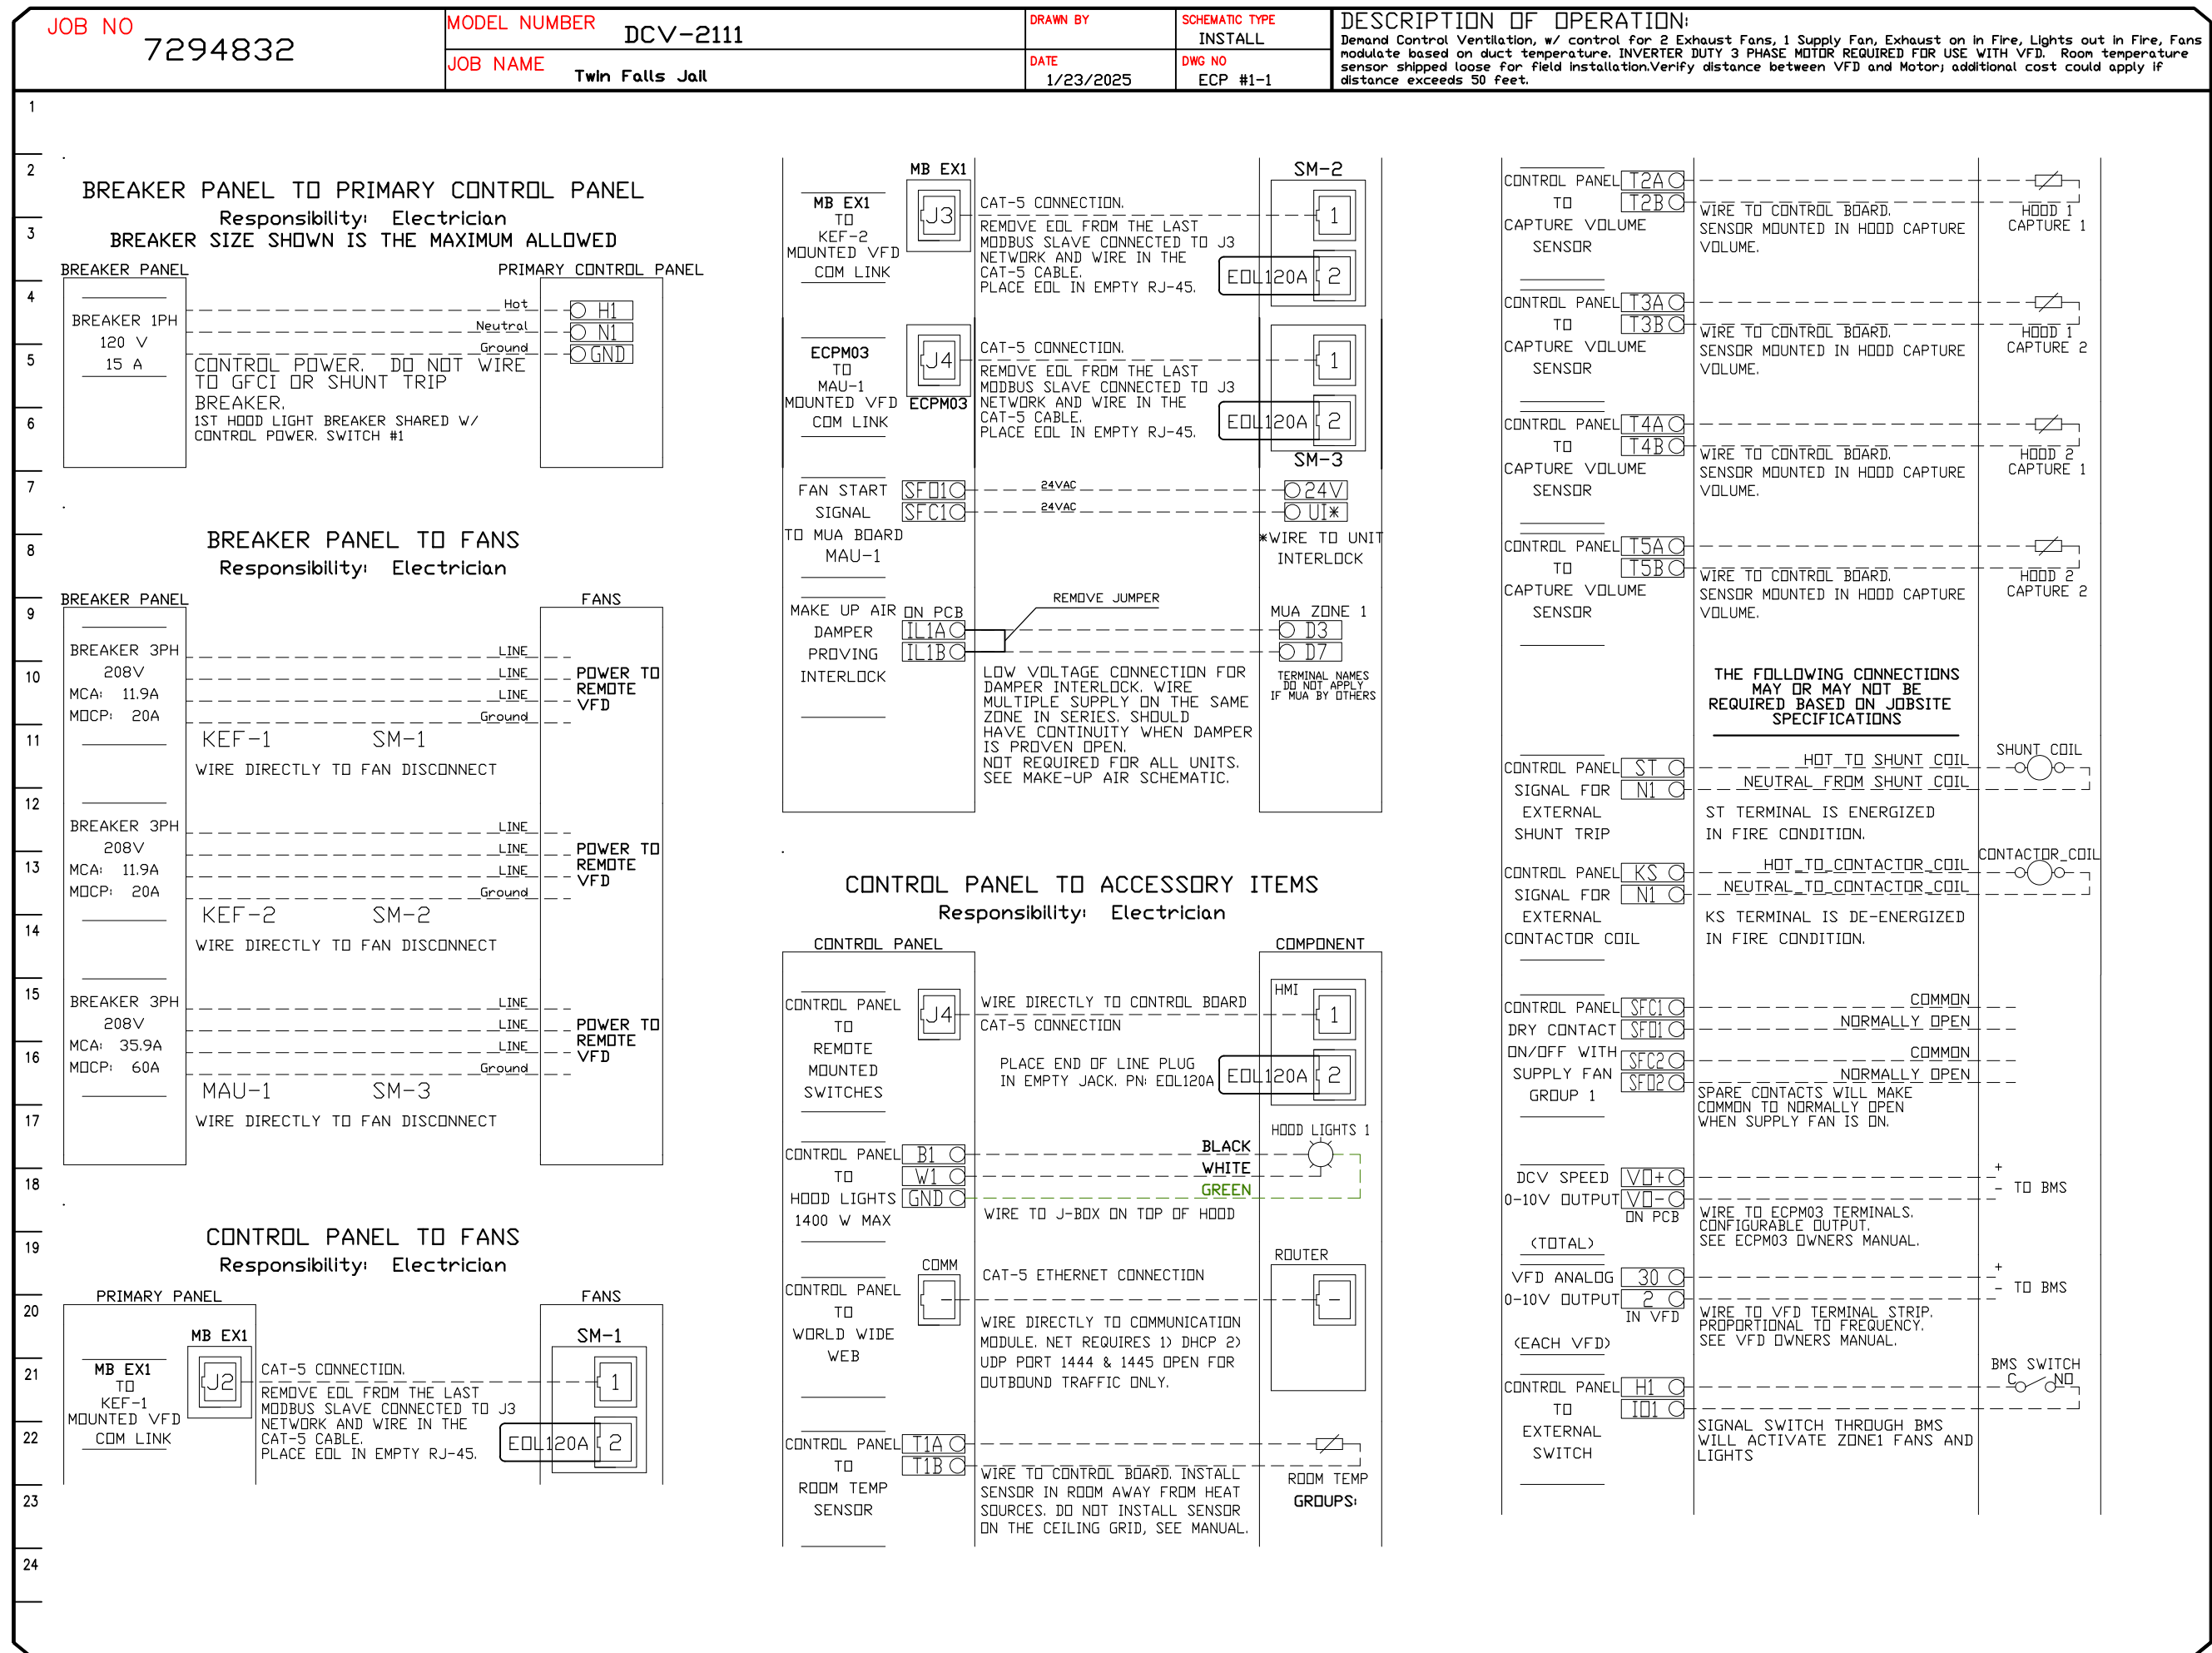 JOB NO
7294832
MODEL NUMBER
DCV-2111
JOB NAME
Twin Falls Jail
DRAWN BY
DATE
1/23/2025
SCHEMATIC TYPE
INSTALL
DWG NO
ECP #1-1
DESCRIPTION OF OPERATION:
Demand Control Ventilation, w/ control for 2 Exhaust Fans, 1 Supply Fan, Exhaust on in Fire, Lights out in Fire, Fans
modulate based on duct temperature. INVERTER DUTY 3 PHASE MOTOR REQUIRED FOR USE WITH VFD. Room temperature
sensor shipped loose for field installation.Verify distance between VFD and Motor; additional cost could apply if
distance exceeds 50 feet.
1
2
3
4
5
6
7
8
9
10
11
12
13
14
15
16
17
18
19
20
21
22
23
24
BREAKER PANEL TO PRIMARY CONTROL PANEL
Responsibility: Electrician
BREAKER SIZE SHOWN IS THE MAXIMUM ALLOWED
BREAKER PANEL
PRIMARY CONTROL PANEL
BREAKER 1PH
120 V
15 A
Hot
H1
Neutral
N1
Ground
GND
CONTROL POWER. DO NOT WIRE
TO GFCI OR SHUNT TRIP
BREAKER.
1ST HOOD LIGHT BREAKER SHARED W/
CONTROL POWER. SWITCH #1
BREAKER PANEL TO FANS
Responsibility: Electrician
BREAKER PANEL
FANS
BREAKER 3PH
208V
MCA: 11.9A
MOCP: 20A
LINE
LINE
LINE
Ground
POWER TO
REMOTE
VFD
KEF-1 SM-1
WIRE DIRECTLY TO FAN DISCONNECT
BREAKER 3PH
208V
MCA: 11.9A
MOCP: 20A
LINE
LINE
LINE
Ground
POWER TO
REMOTE
VFD
KEF-2 SM-2
WIRE DIRECTLY TO FAN DISCONNECT
BREAKER 3PH
208V
MCA: 35.9A
MOCP: 60A
LINE
LINE
LINE
Ground
POWER TO
REMOTE
VFD
MAU-1 SM-3
WIRE DIRECTLY TO FAN DISCONNECT
CONTROL PANEL TO FANS
Responsibility: Electrician
PRIMARY PANEL
FANS
MB EX1
TO
KEF-1
MOUNTED VFD
COM LINK
MB EX1
J2
CAT-5 CONNECTION.
REMOVE EOL FROM THE LAST
MODBUS SLAVE CONNECTED TO J3
NETWORK AND WIRE IN THE
CAT-5 CABLE.
PLACE EOL IN EMPTY RJ-45.
SM-1
1
EOL120A
2
MB EX1
TO
KEF-2
MOUNTED VFD
COM LINK
MB EX1
J3
CAT-5 CONNECTION.
REMOVE EOL FROM THE LAST
MODBUS SLAVE CONNECTED TO J3
NETWORK AND WIRE IN THE
CAT-5 CABLE.
PLACE EOL IN EMPTY RJ-45.
SM-2
1
EOL120A
2
ECPM03
TO
MAU-1
MOUNTED VFD
COM LINK
J4
ECPM03
CAT-5 CONNECTION.
REMOVE EOL FROM THE LAST
MODBUS SLAVE CONNECTED TO J3
NETWORK AND WIRE IN THE
CAT-5 CABLE.
PLACE EOL IN EMPTY RJ-45.
1
EOL120A
2
SM-3
FAN START
SIGNAL
TO MUA BOARD
MAU-1
SFO1
SFC1
24VAC
24VAC
24V
UI*
*WIRE TO UNIT
INTERLOCK
MAKE UP AIR
DAMPER
PROVING
INTERLOCK
ON PCB
IL1A
IL1B
REMOVE JUMPER
MUA ZONE 1
D3
D7
TERMINAL NAMES
DO NOT APPLY
IF MUA BY OTHERS
LOW VOLTAGE CONNECTION FOR
DAMPER INTERLOCK. WIRE
MULTIPLE SUPPLY ON THE SAME
ZONE IN SERIES. SHOULD
HAVE CONTINUITY WHEN DAMPER
IS PROVEN OPEN.
NOT REQUIRED FOR ALL UNITS.
SEE MAKE-UP AIR SCHEMATIC.
CONTROL PANEL TO ACCESSORY ITEMS
Responsibility: Electrician
CONTROL PANEL
COMPONENT
CONTROL PANEL
TO
REMOTE
MOUNTED
SWITCHES
J4
WIRE DIRECTLY TO CONTROL BOARD
CAT-5 CONNECTION
PLACE END OF LINE PLUG
IN EMPTY JACK. PN: EOL120A
HMI
1
EOL120A
2
CONTROL PANEL
TO
HOOD LIGHTS
1400 W MAX
B1
W1
GND
BLACK
WHITE
GREEN
HOOD LIGHTS 1
WIRE TO J-BOX ON TOP OF HOOD
CONTROL PANEL
TO
WORLD WIDE
WEB
COMM
CAT-5 ETHERNET CONNECTION
ROUTER
WIRE DIRECTLY TO COMMUNICATION
MODULE. NET REQUIRES 1) DHCP 2)
UDP PORT 1444 & 1445 OPEN FOR
OUTBOUND TRAFFIC ONLY.
CONTROL PANEL
TO
ROOM TEMP
SENSOR
T1A
T1B
WIRE TO CONTROL BOARD. INSTALL
SENSOR IN ROOM AWAY FROM HEAT
SOURCES. DO NOT INSTALL SENSOR
ON THE CEILING GRID, SEE MANUAL.
ROOM TEMP
GROUPS:
CONTROL PANEL
TO
CAPTURE VOLUME
SENSOR
T2A
T2B
WIRE TO CONTROL BOARD.
SENSOR MOUNTED IN HOOD CAPTURE
VOLUME.
HOOD 1
CAPTURE 1
CONTROL PANEL
TO
CAPTURE VOLUME
SENSOR
T3A
T3B
WIRE TO CONTROL BOARD.
SENSOR MOUNTED IN HOOD CAPTURE
VOLUME.
HOOD 1
CAPTURE 2
CONTROL PANEL
TO
CAPTURE VOLUME
SENSOR
T4A
T4B
WIRE TO CONTROL BOARD.
SENSOR MOUNTED IN HOOD CAPTURE
VOLUME.
HOOD 2
CAPTURE 1
CONTROL PANEL
TO
CAPTURE VOLUME
SENSOR
T5A
T5B
WIRE TO CONTROL BOARD.
SENSOR MOUNTED IN HOOD CAPTURE
VOLUME.
HOOD 2
CAPTURE 2
THE FOLLOWING CONNECTIONS
MAY OR MAY NOT BE
REQUIRED BASED ON JOBSITE
SPECIFICATIONS
CONTROL PANEL
SIGNAL FOR
EXTERNAL
SHUNT TRIP
ST
N1
HOT TO SHUNT COIL
NEUTRAL FROM SHUNT COIL
SHUNT COIL
ST TERMINAL IS ENERGIZED
IN FIRE CONDITION.
CONTROL PANEL
SIGNAL FOR
EXTERNAL
CONTACTOR COIL
KS
N1
HOT TO CONTACTOR COIL
NEUTRAL TO CONTACTOR COIL
CONTACTOR COIL
KS TERMINAL IS DE-ENERGIZED
IN FIRE CONDITION.
CONTROL PANEL
DRY CONTACT
ON/OFF WITH
SUPPLY FAN
GROUP 1
SFC1
SFO1
SFC2
SFO2
COMMON
NORMALLY OPEN
COMMON
NORMALLY OPEN
SPARE CONTACTS WILL MAKE
COMMON TO NORMALLY OPEN
WHEN SUPPLY FAN IS ON.
DCV SPEED
0-10V OUTPUT
(TOTAL)
VO+
VO-
ON PCB
+
- TO BMS
WIRE TO ECPM03 TERMINALS.
CONFIGURABLE OUTPUT.
SEE ECPM03 OWNERS MANUAL.
VFD ANALOG
0-10V OUTPUT
(EACH VFD)
30
2
IN VFD
+
- TO BMS
WIRE TO VFD TERMINAL STRIP.
PROPORTIONAL TO FREQUENCY.
SEE VFD OWNERS MANUAL.
CONTROL PANEL
TO
EXTERNAL
SWITCH
H1
IO1
BMS SWITCH
C NO
SIGNAL SWITCH THROUGH BMS
WILL ACTIVATE ZONE1 FANS AND
LIGHTS